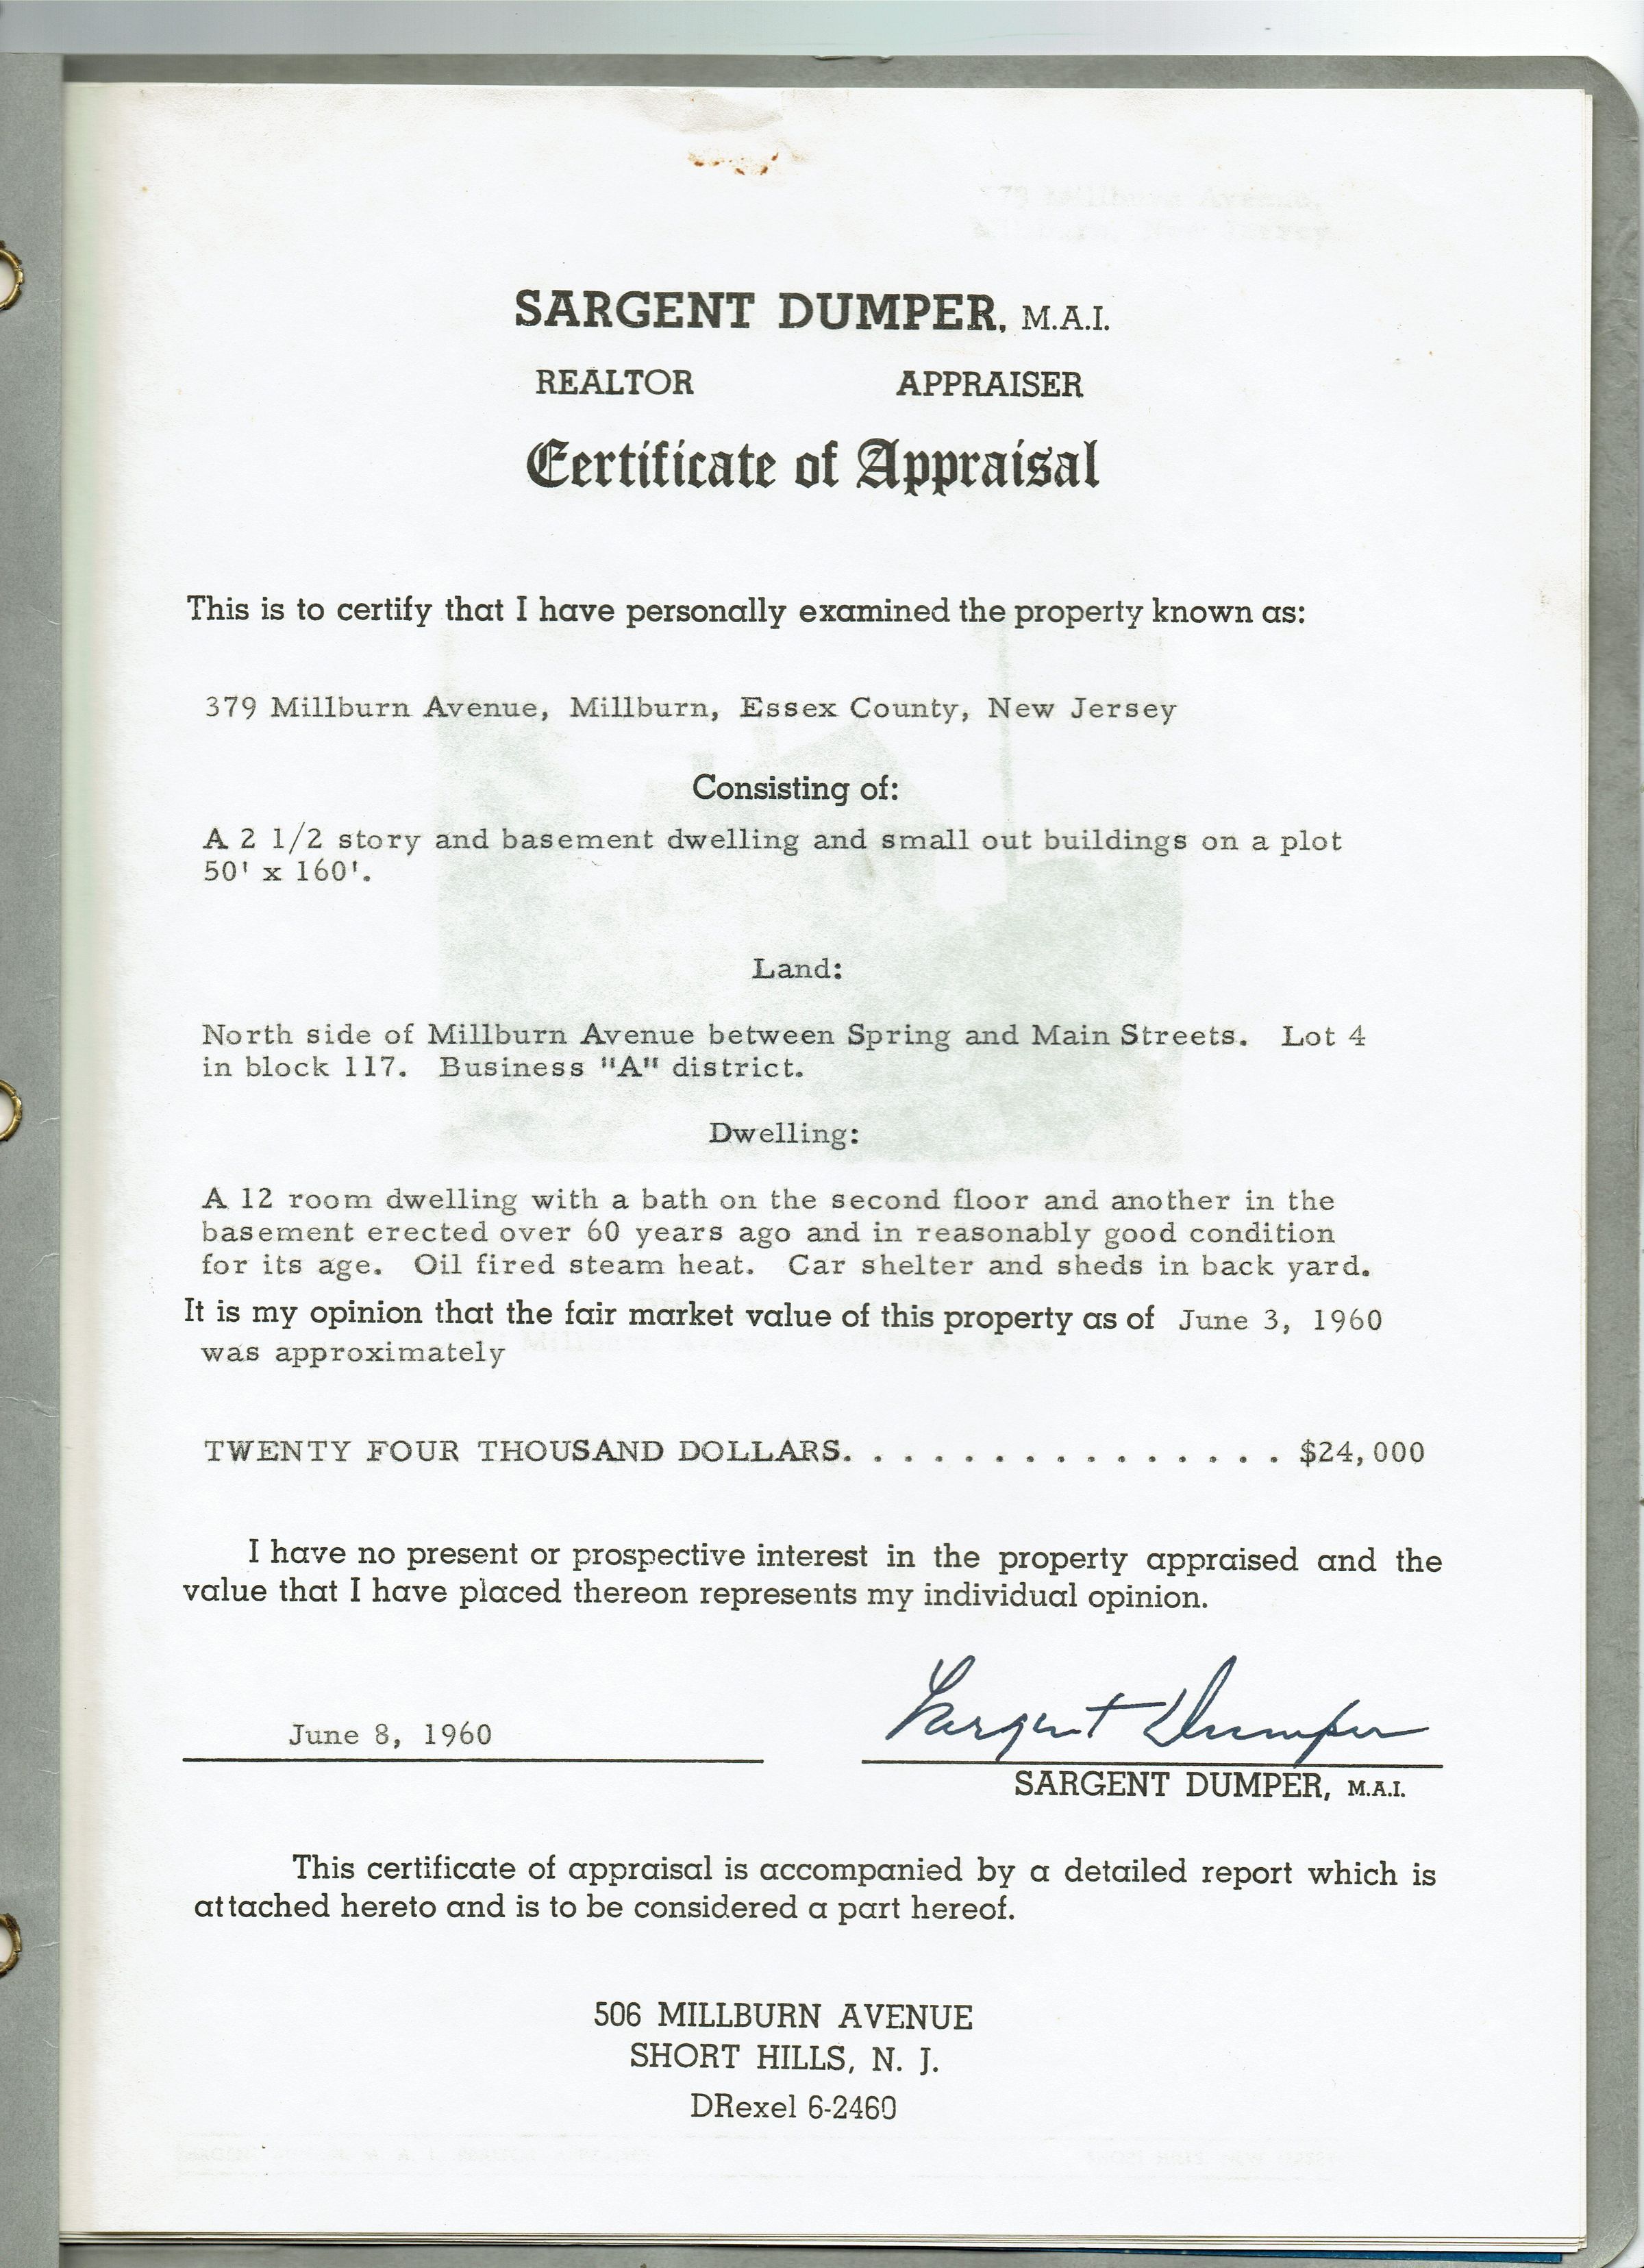 SARGENT DUMPER, M.A.I.
REALTOR APPRAISER
Certificate of Appraisal
This is to certify that I have personally examined the property known as:
379 Millburn Avenue, Millburn, Essex County, New Jersey
Consisting of:
A 2 1/2 story and basement dwelling and small out buildings on a plot
50' x 160'.
Land:
North side of Millburn Avenue between Spring and Main Streets. Lot 4
in block 117. Business "A" district.
Dwelling:
A 12 room dwelling with a bath on the second floor and another in the
basement erected over 60 years ago and in reasonably good condition
for its age. Oil fired steam heat. Car shelter and sheds in back yard.
It is my opinion that the fair market value of this property as of June 3, 1960
was approximately
TWENTY FOUR THOUSAND DOLLARS. . . . . . . . . . . . . . . $24,000
I have no present or prospective interest in the property appraised and the
value that I have placed thereon represents my individual opinion.
Sargent Dumper
June 8, 1960
SARGENT DUMPER, M.A.I.
This certificate of appraisal is accompanied by a detailed report which is
attached hereto and is to be considered a part hereof.
506 MILLBURN AVENUE
SHORT HILLS, N. J.
DRexel 6-2460